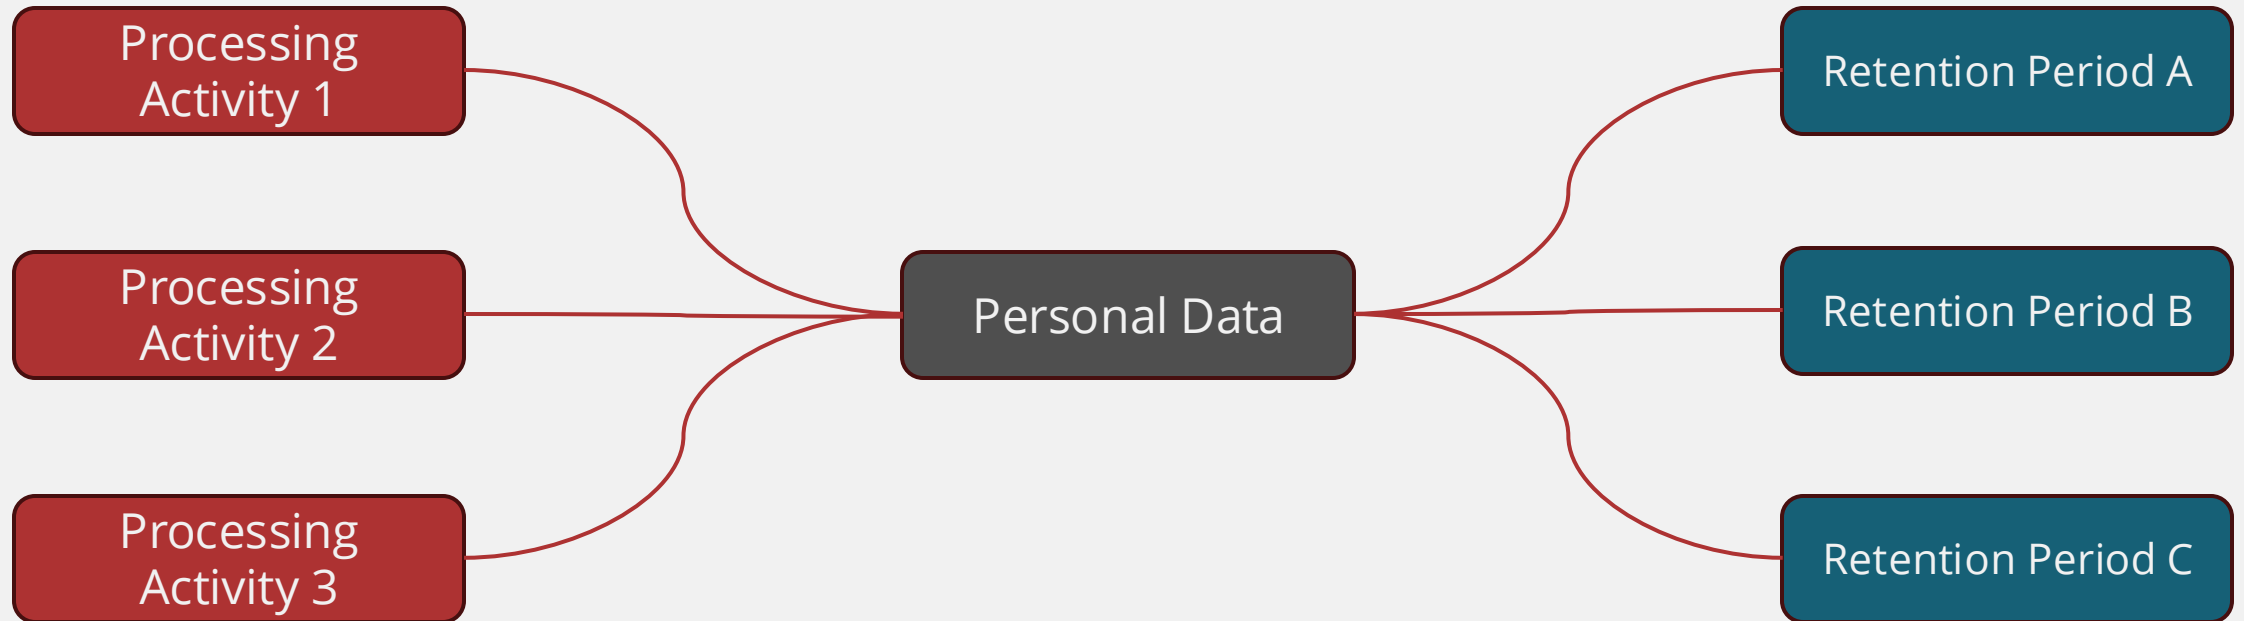 Processing
Activity 1
Processing
Activity 2
Processing
Activity 3
Personal Data
Retention Period A
Retention Period B
Retention Period C